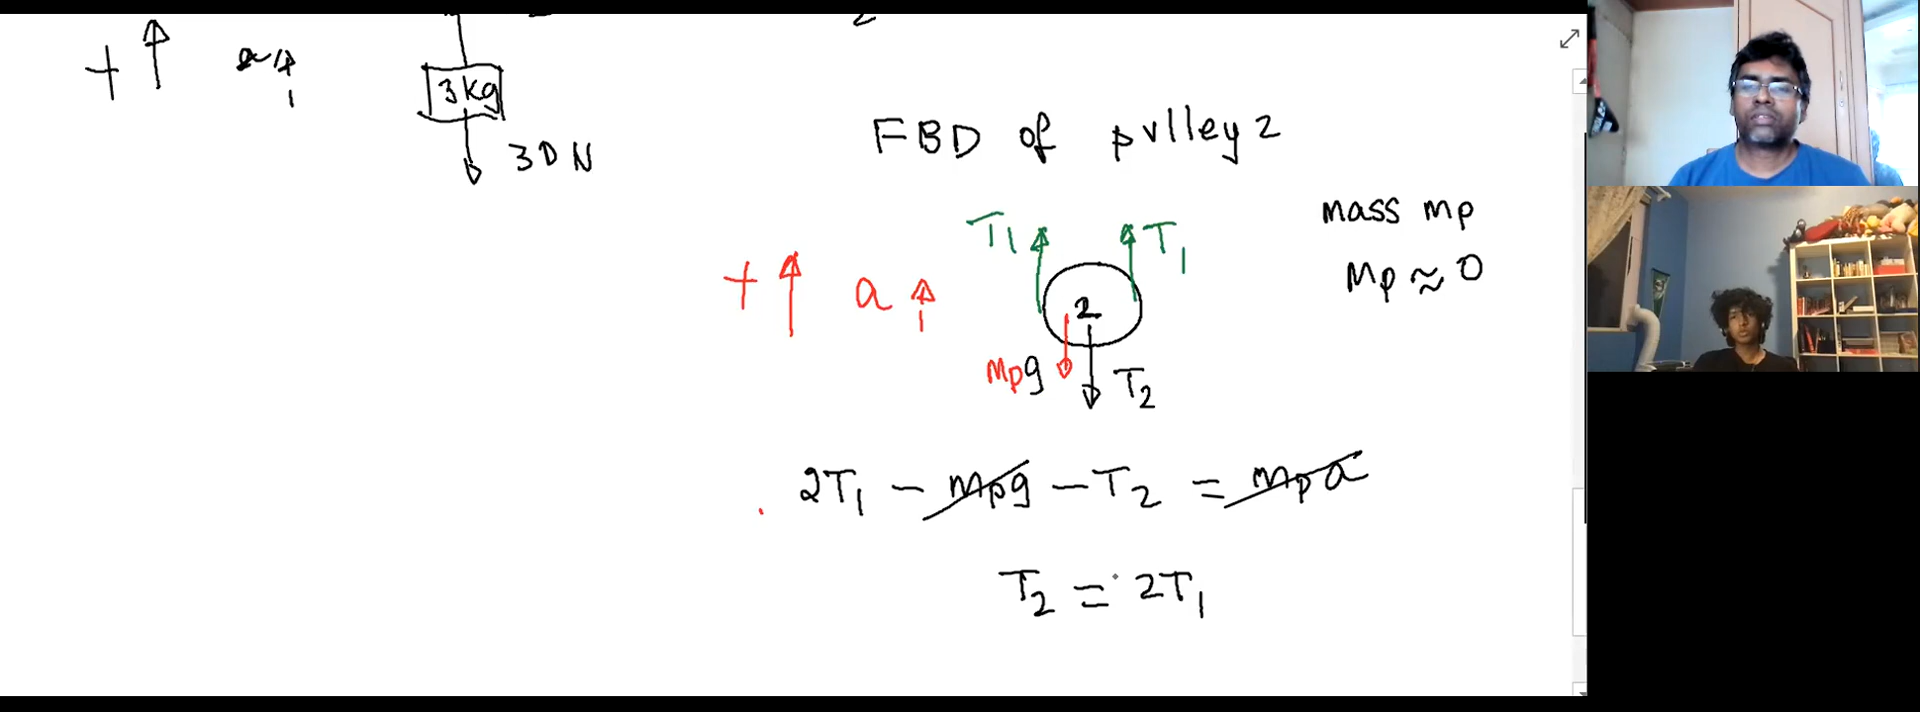 + a
3kg
30 N
FBD of pulley 2
mass mp
T1 T1
Mp ≈ 0
+ a
2
Mpg
T2
2T1 - mpg - T2 = mpa
T2 = 2T1